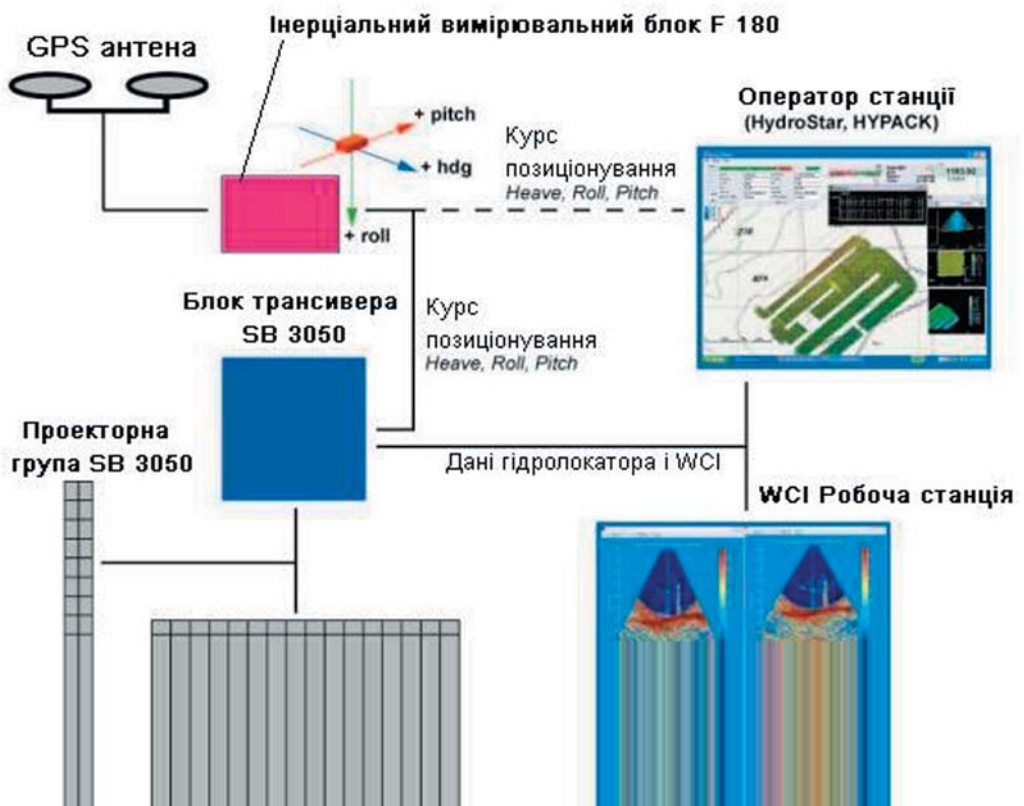 Інерціальний вимірювальний блок F 180
GPS антена
+ pitch
+ hdg
+ roll
Курс
позиціонування
Heave, Roll, Pitch
Оператор станції
(HydroStar, HYPACK)
Блок трансивера
SB 3050
Курс
позиціонування
Heave, Roll, Pitch
Проекторна
група SB 3050
Дані гідролокатора і WCI
WCI Робоча станція